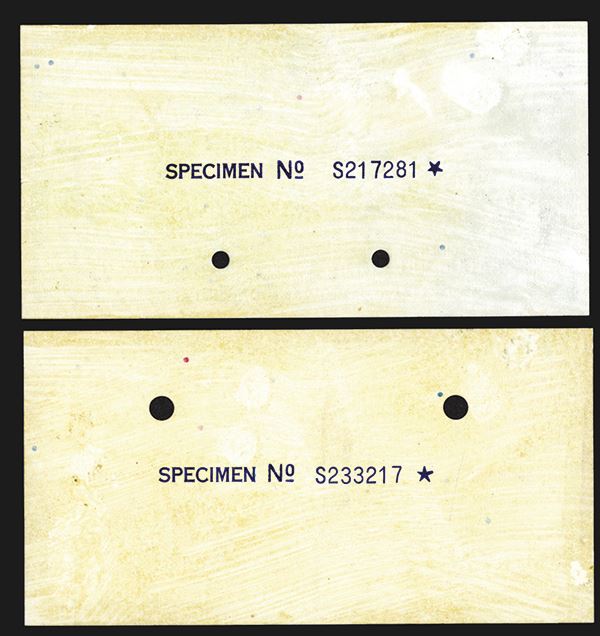 SPECIMEN Nº S217281 ★
SPECIMEN Nº S233217 ★